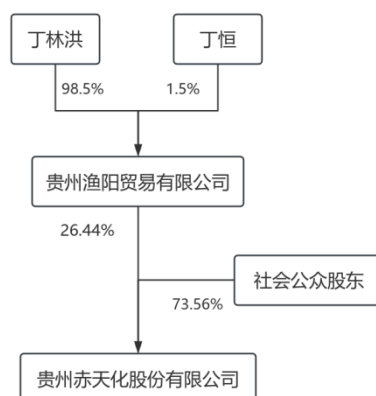 丁林洪
丁恒
98.5%
1.5%
贵州渔阳贸易有限公司
26.44%
社会公众股东
73.56%
贵州赤天化股份有限公司